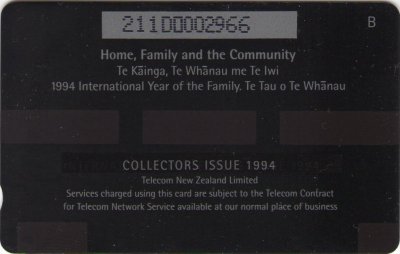 211D0002966
B
Home, Family and the Community
Te Kāinga, Te Whānau me Te Iwi
1994 International Year of the Family. Te Tau o Te Whānau
COLLECTORS ISSUE 1994
Telecom New Zealand Limited
Services charged using this card are subject to the Telecom Contract
for Telecom Network Service available at our normal place of business